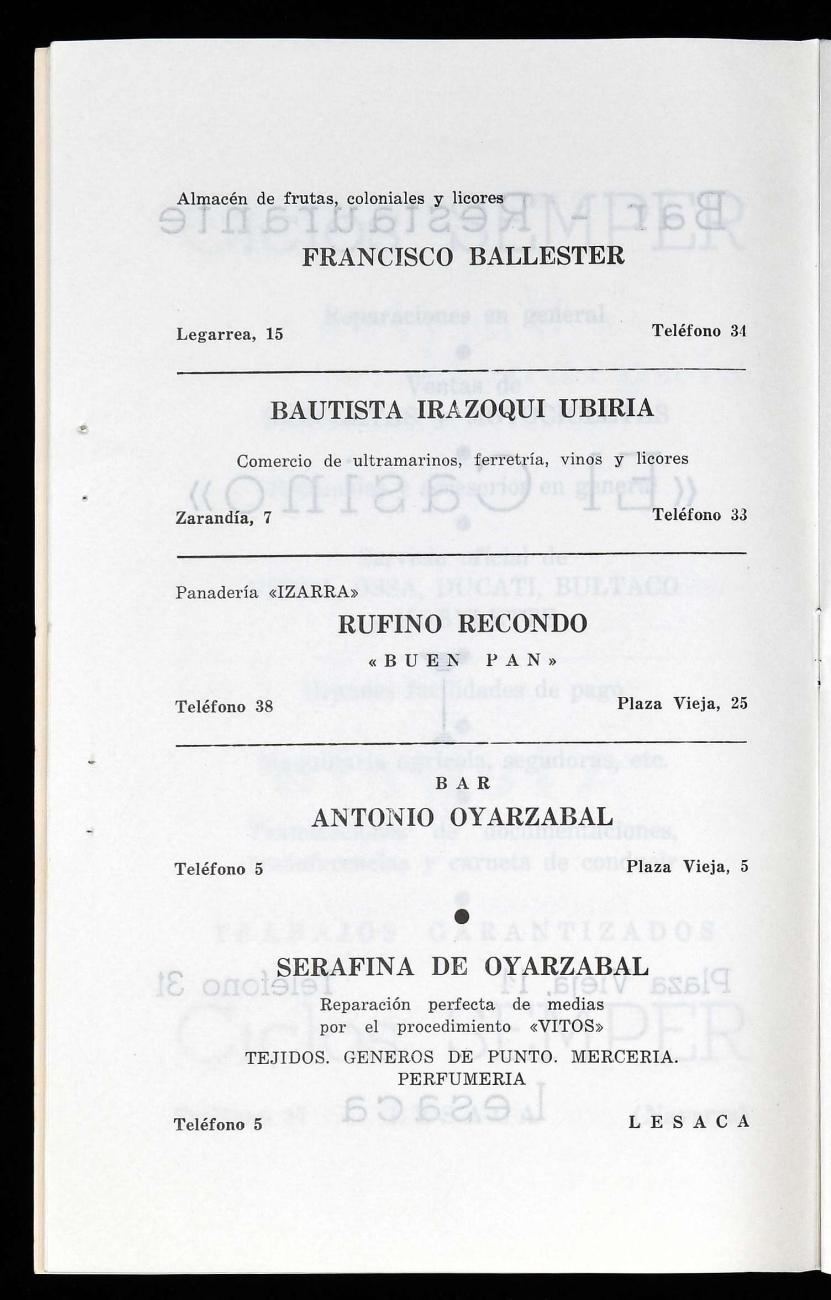 Almacén de frutas, coloniales y licores
FRANCISCO BALLESTER
Legarrea, 15 Teléfono 34
BAUTISTA IRAZOQUI UBIRIA
Comercio de ultramarinos, ferretría, vinos y licores
Zarandía, 7 Teléfono 33
Panadería «IZARRA»
RUFINO RECONDO
«BUEN PAN»
Teléfono 38 Plaza Vieja, 25
BAR
ANTONIO OYARZABAL
Teléfono 5 Plaza Vieja, 5
SERAFINA DE OYARZABAL
Reparación perfecta de medias
por el procedimiento «VITOS»
TEJIDOS. GENEROS DE PUNTO. MERCERIA.
PERFUMERIA
Teléfono 5 LESACA